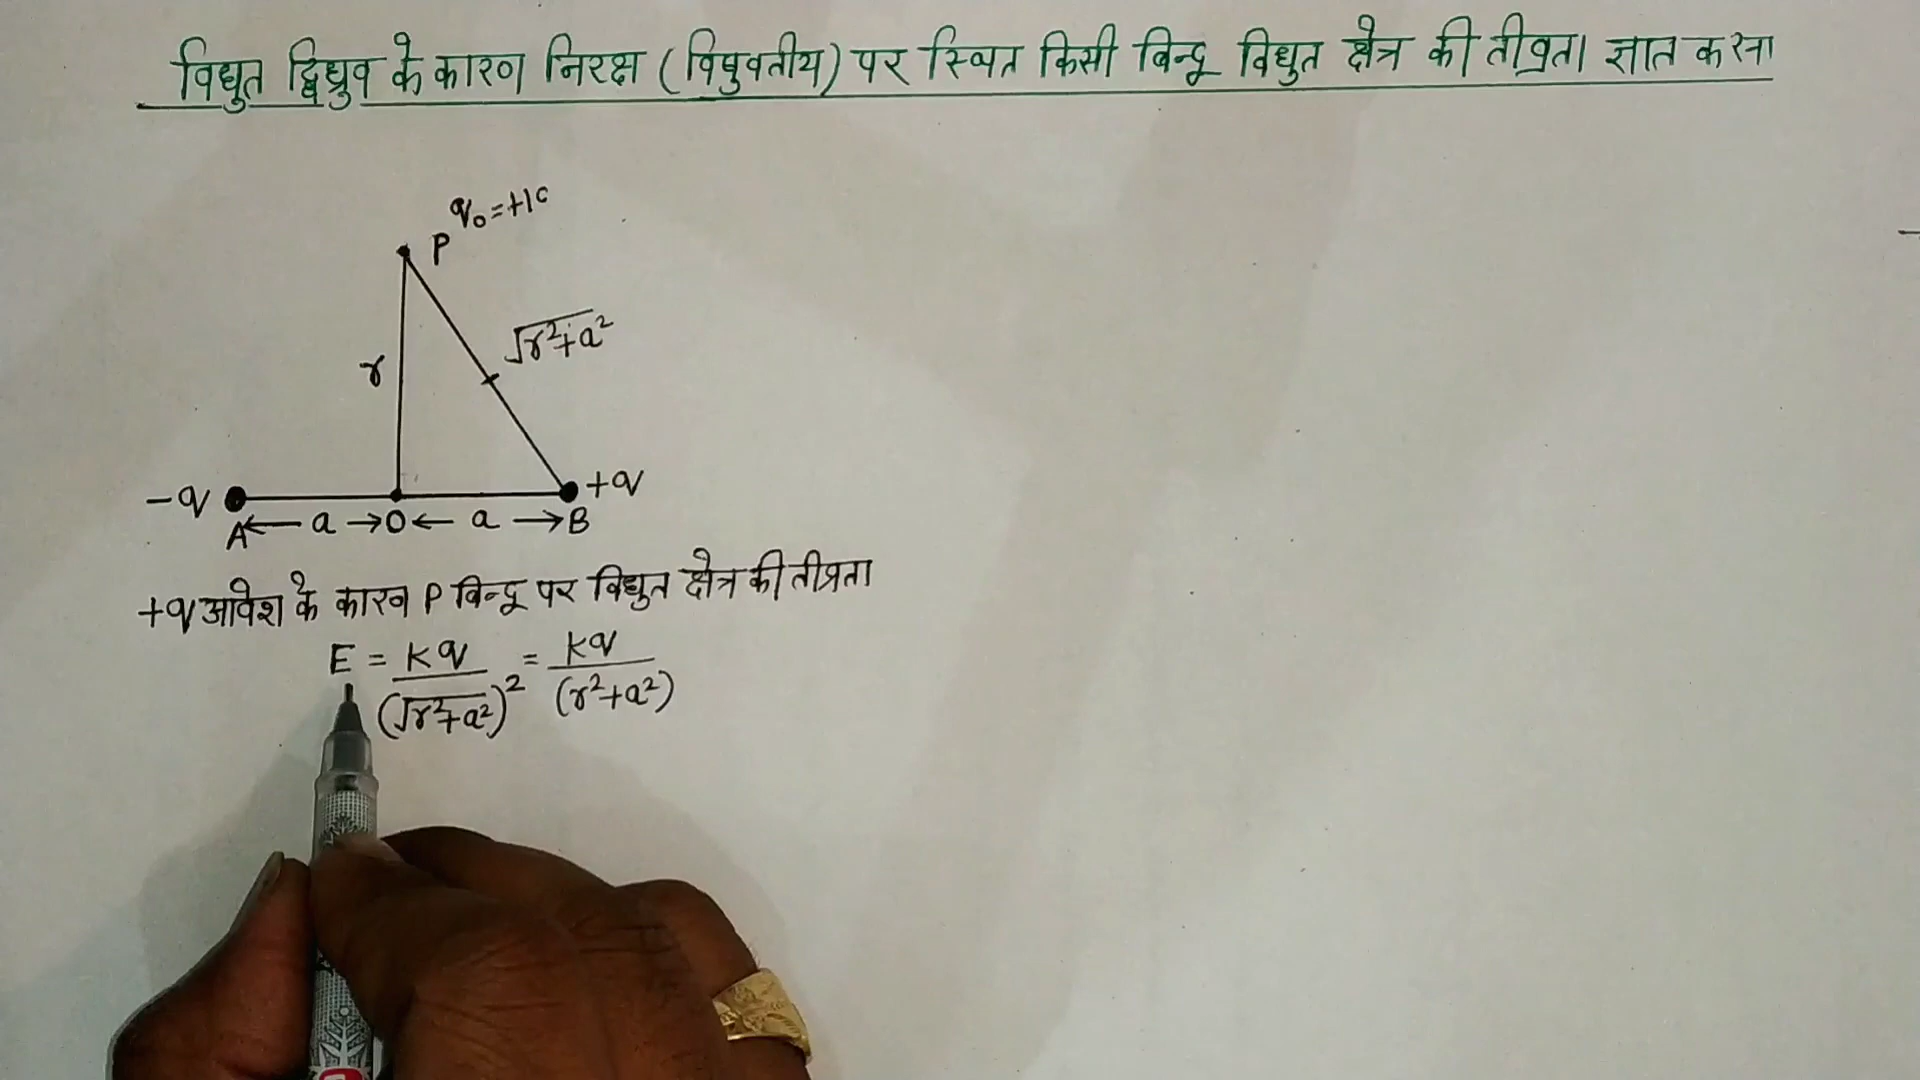 विद्युत द्विध्रुव के कारण निरक्ष (विषुवतीय) पर स्थित किसी बिन्दू विद्युत क्षेत्र की तीव्रता ज्ञात करना
q₀=+1C
P
√r²+a²
r
-q +q
A ← a → O ← a → B
+q आवेश के कारन P बिन्दू पर विद्युत क्षेत्र की तीव्रता
E = Kq/(√r²+a²)² = Kq/(r²+a²)